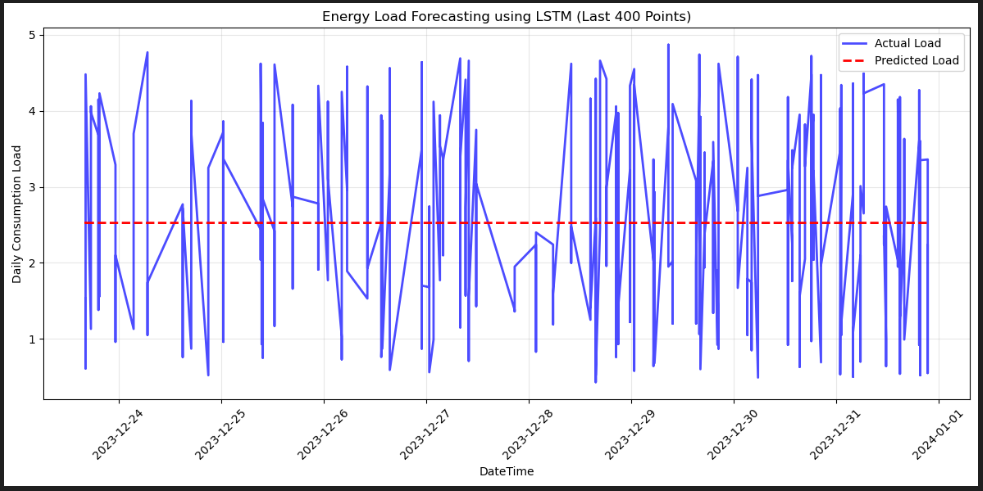 Energy Load Forecasting using LSTM (Last 400 Points)
Actual Load
Predicted Load
Daily Consumption Load
5
4
3
2
1
2023-12-24
2023-12-25
2023-12-26
2023-12-27
2023-12-28
2023-12-29
2023-12-30
2023-12-31
2024-01-01
DateTime